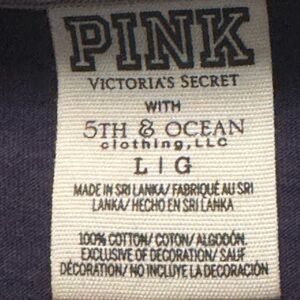 PINK
VICTORIA'S SECRET
WITH
5TH & OCEAN
clothing, LLC
L | G
MADE IN SRI LANKA/ FABRIQUÉ AU SRI
LANKA/ HECHO EN SRI LANKA
100% COTTON/ COTON/ ALGODÓN.
EXCLUSIVE OF DECORATION/ SAUF
DÉCORATION/ NO INCLUYE LA DECORACIÓN